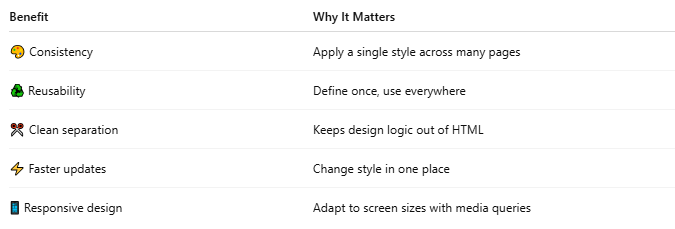 Benefit Why It Matters
🎨 Consistency Apply a single style across many pages
♻️ Reusability Define once, use everywhere
✂️ Clean separation Keeps design logic out of HTML
⚡ Faster updates Change style in one place
📱 Responsive design Adapt to screen sizes with media queries